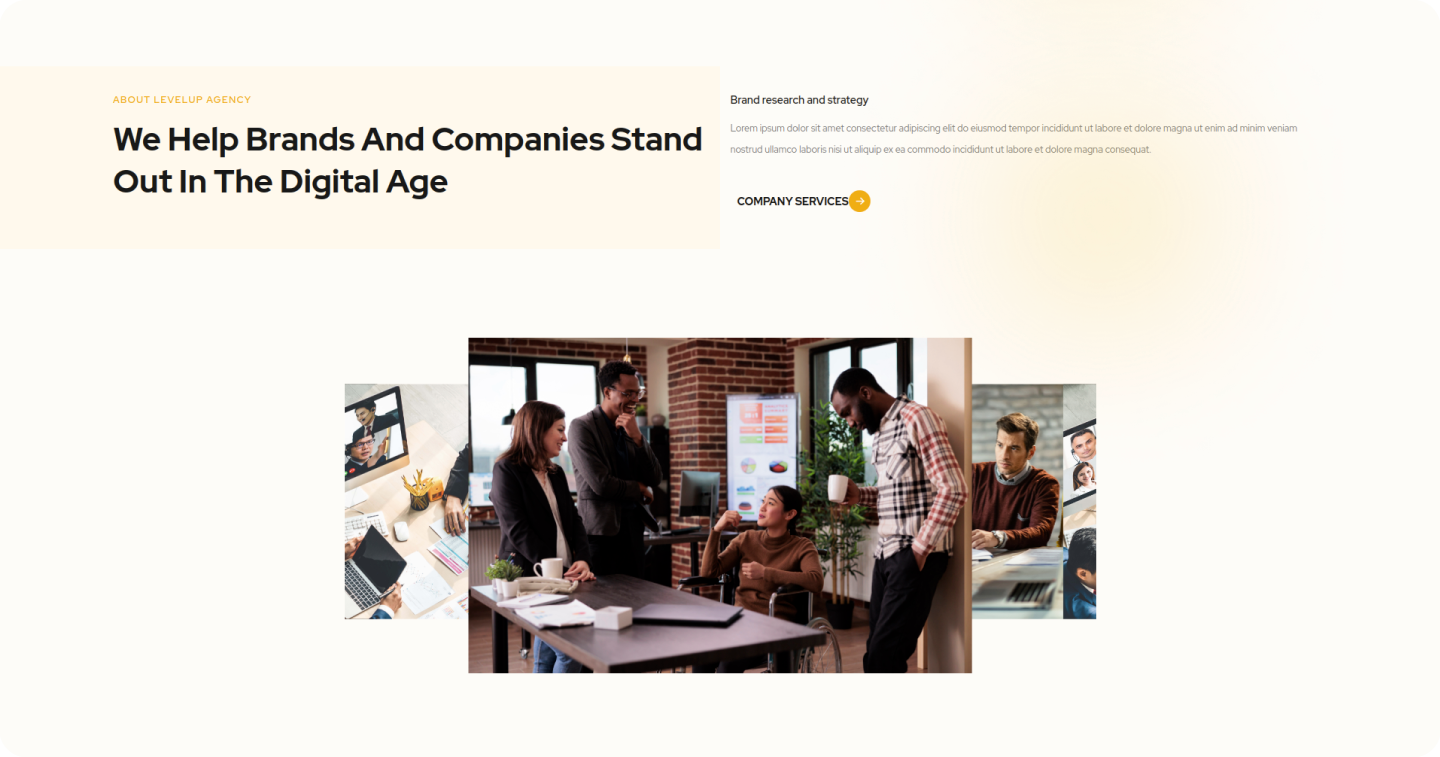 ABOUT LEVELUP AGENCY
We Help Brands And Companies Stand
Out In The Digital Age
Brand research and strategy
Lorem ipsum dolor sit amet consectetur adipiscing elit do eiusmod tempor incididunt ut labore et dolore magna ut enim ad minim veniam
nostrud ullamco laboris nisi ut aliquip ex ea commodo incididunt ut labore et dolore magna consequat.
COMPANY SERVICES